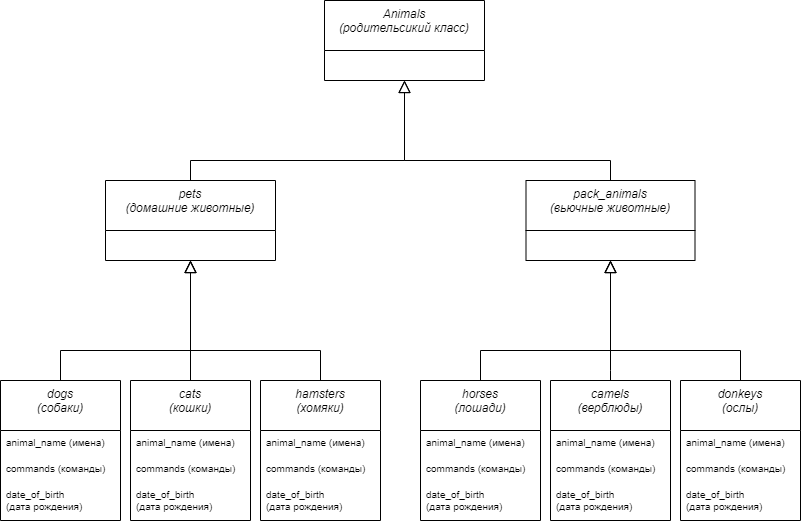 Animals
(родительсикий класс)
pets
(домашние животные)
pack_animals
(вьючные животные)
dogs
(собаки)
animal_name (имена)
commands (команды)
date_of_birth
(дата рождения)
cats
(кошки)
animal_name (имена)
commands (команды)
date_of_birth
(дата рождения)
hamsters
(хомяки)
animal_name (имена)
commands (команды)
date_of_birth
(дата рождения)
horses
(лошади)
animal_name (имена)
commands (команды)
date_of_birth
(дата рождения)
camels
(верблюды)
animal_name (имена)
commands (команды)
date_of_birth
(дата рождения)
donkeys
(ослы)
animal_name (имена)
commands (команды)
date_of_birth
(дата рождения)